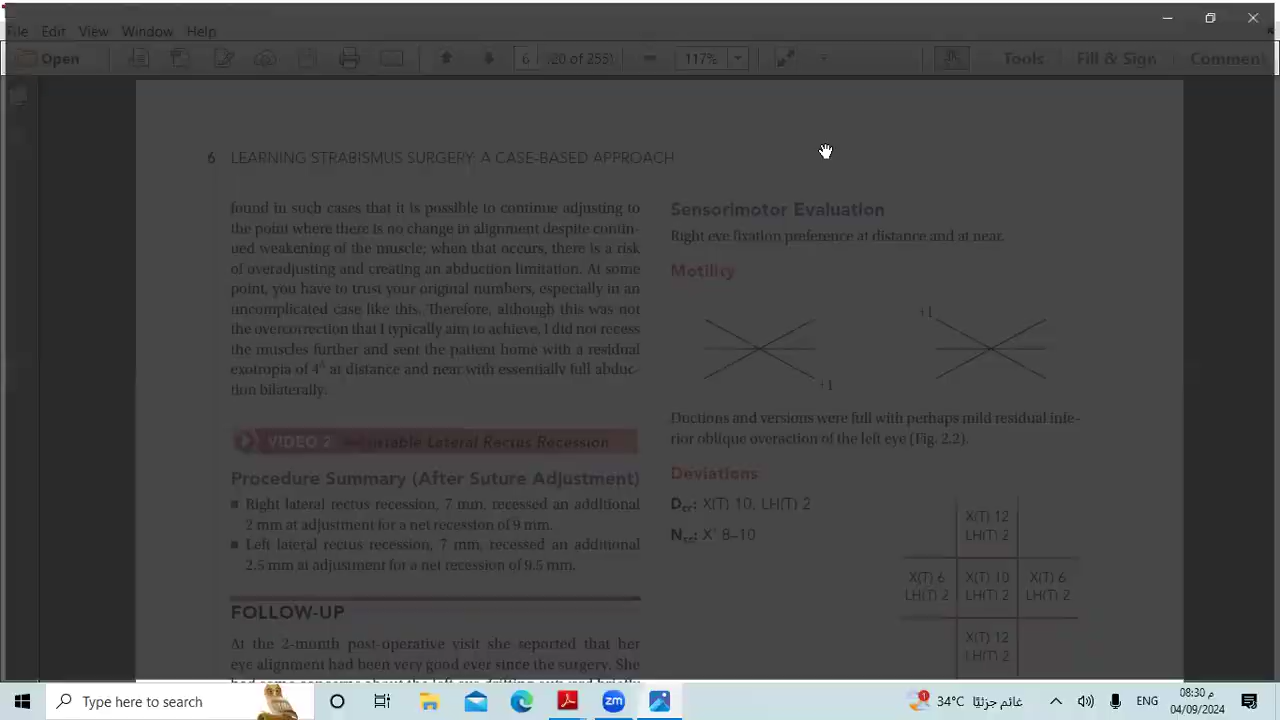 File Edit View Window Help
Open 6 (20 of 255) 117% Tools Fill & Sign Comment
6 LEARNING STRABISMUS SURGERY: A CASE-BASED APPROACH
found in such cases that it is possible to continue adjusting to
the point where there is no change in alignment despite contin-
ued weakening of the muscle; when that occurs, there is a risk
of overadjusting and creating an abduction limitation. At some
point, you have to trust your original numbers, especially in an
uncomplicated case like this. Therefore, although this was not
the overcorrection that I typically aim to achieve, I did not recess
the muscles further and sent the patient home with a residual
exotropia of 4Δ at distance and near with essentially full abduc-
tion bilaterally.
VIDEO 2 Adjustable Lateral Rectus Recession
Procedure Summary (After Suture Adjustment)
Right lateral rectus recession, 7 mm, recessed an additional
2 mm at adjustment for a net recession of 9 mm.
Left lateral rectus recession, 7 mm, recessed an additional
2.5 mm at adjustment for a net recession of 9.5 mm.
FOLLOW-UP
At the 2-month post-operative visit she reported that her
eye alignment had been very good ever since the surgery. She
had some concerns about the left eye drifting upward briefly
Sensorimotor Evaluation
Right eye fixation preference at distance and at near.
Motility
+1
+1
Ductions and versions were full with perhaps mild residual infe-
rior oblique overaction of the left eye (Fig. 2.2).
Deviations
Dcc: X(T) 10, LH(T) 2
Ncc: X' 8–10
X(T) 12
LH(T) 2
X(T) 6 X(T) 10 X(T) 6
LH(T) 2 LH(T) 2 LH(T) 2
X(T) 12
LH(T) 2
Type here to search zm 34°C غائم جزئيًا ENG 08:30 م
04/09/2024